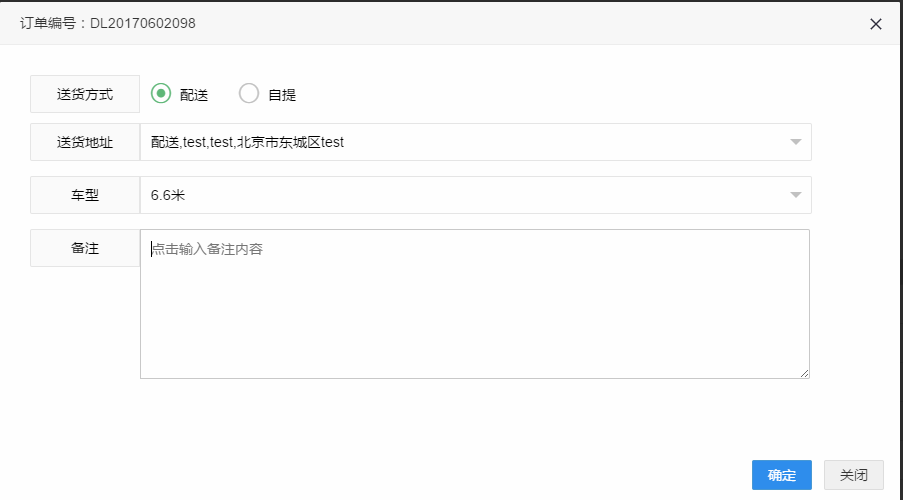 订单编号：DL20170602098
送货方式 配送 自提
送货地址 配送,test,test,北京市东城区test
车型 6.6米
备注 点击输入备注内容
确定 关闭